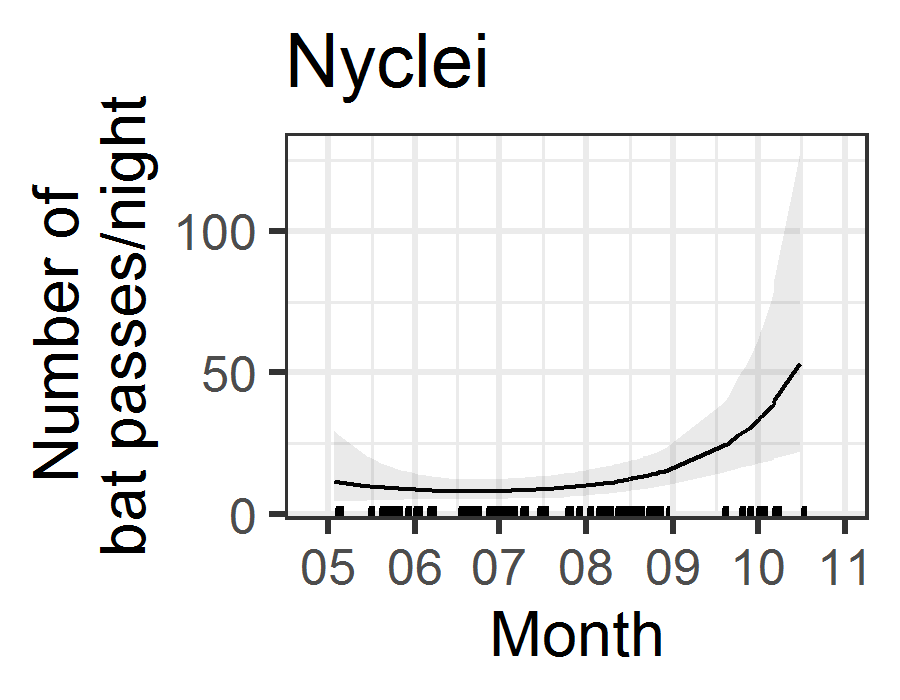 Nyclei
Number of
bat passes/night
100
50
0
05 06 07 08 09 10 11
Month